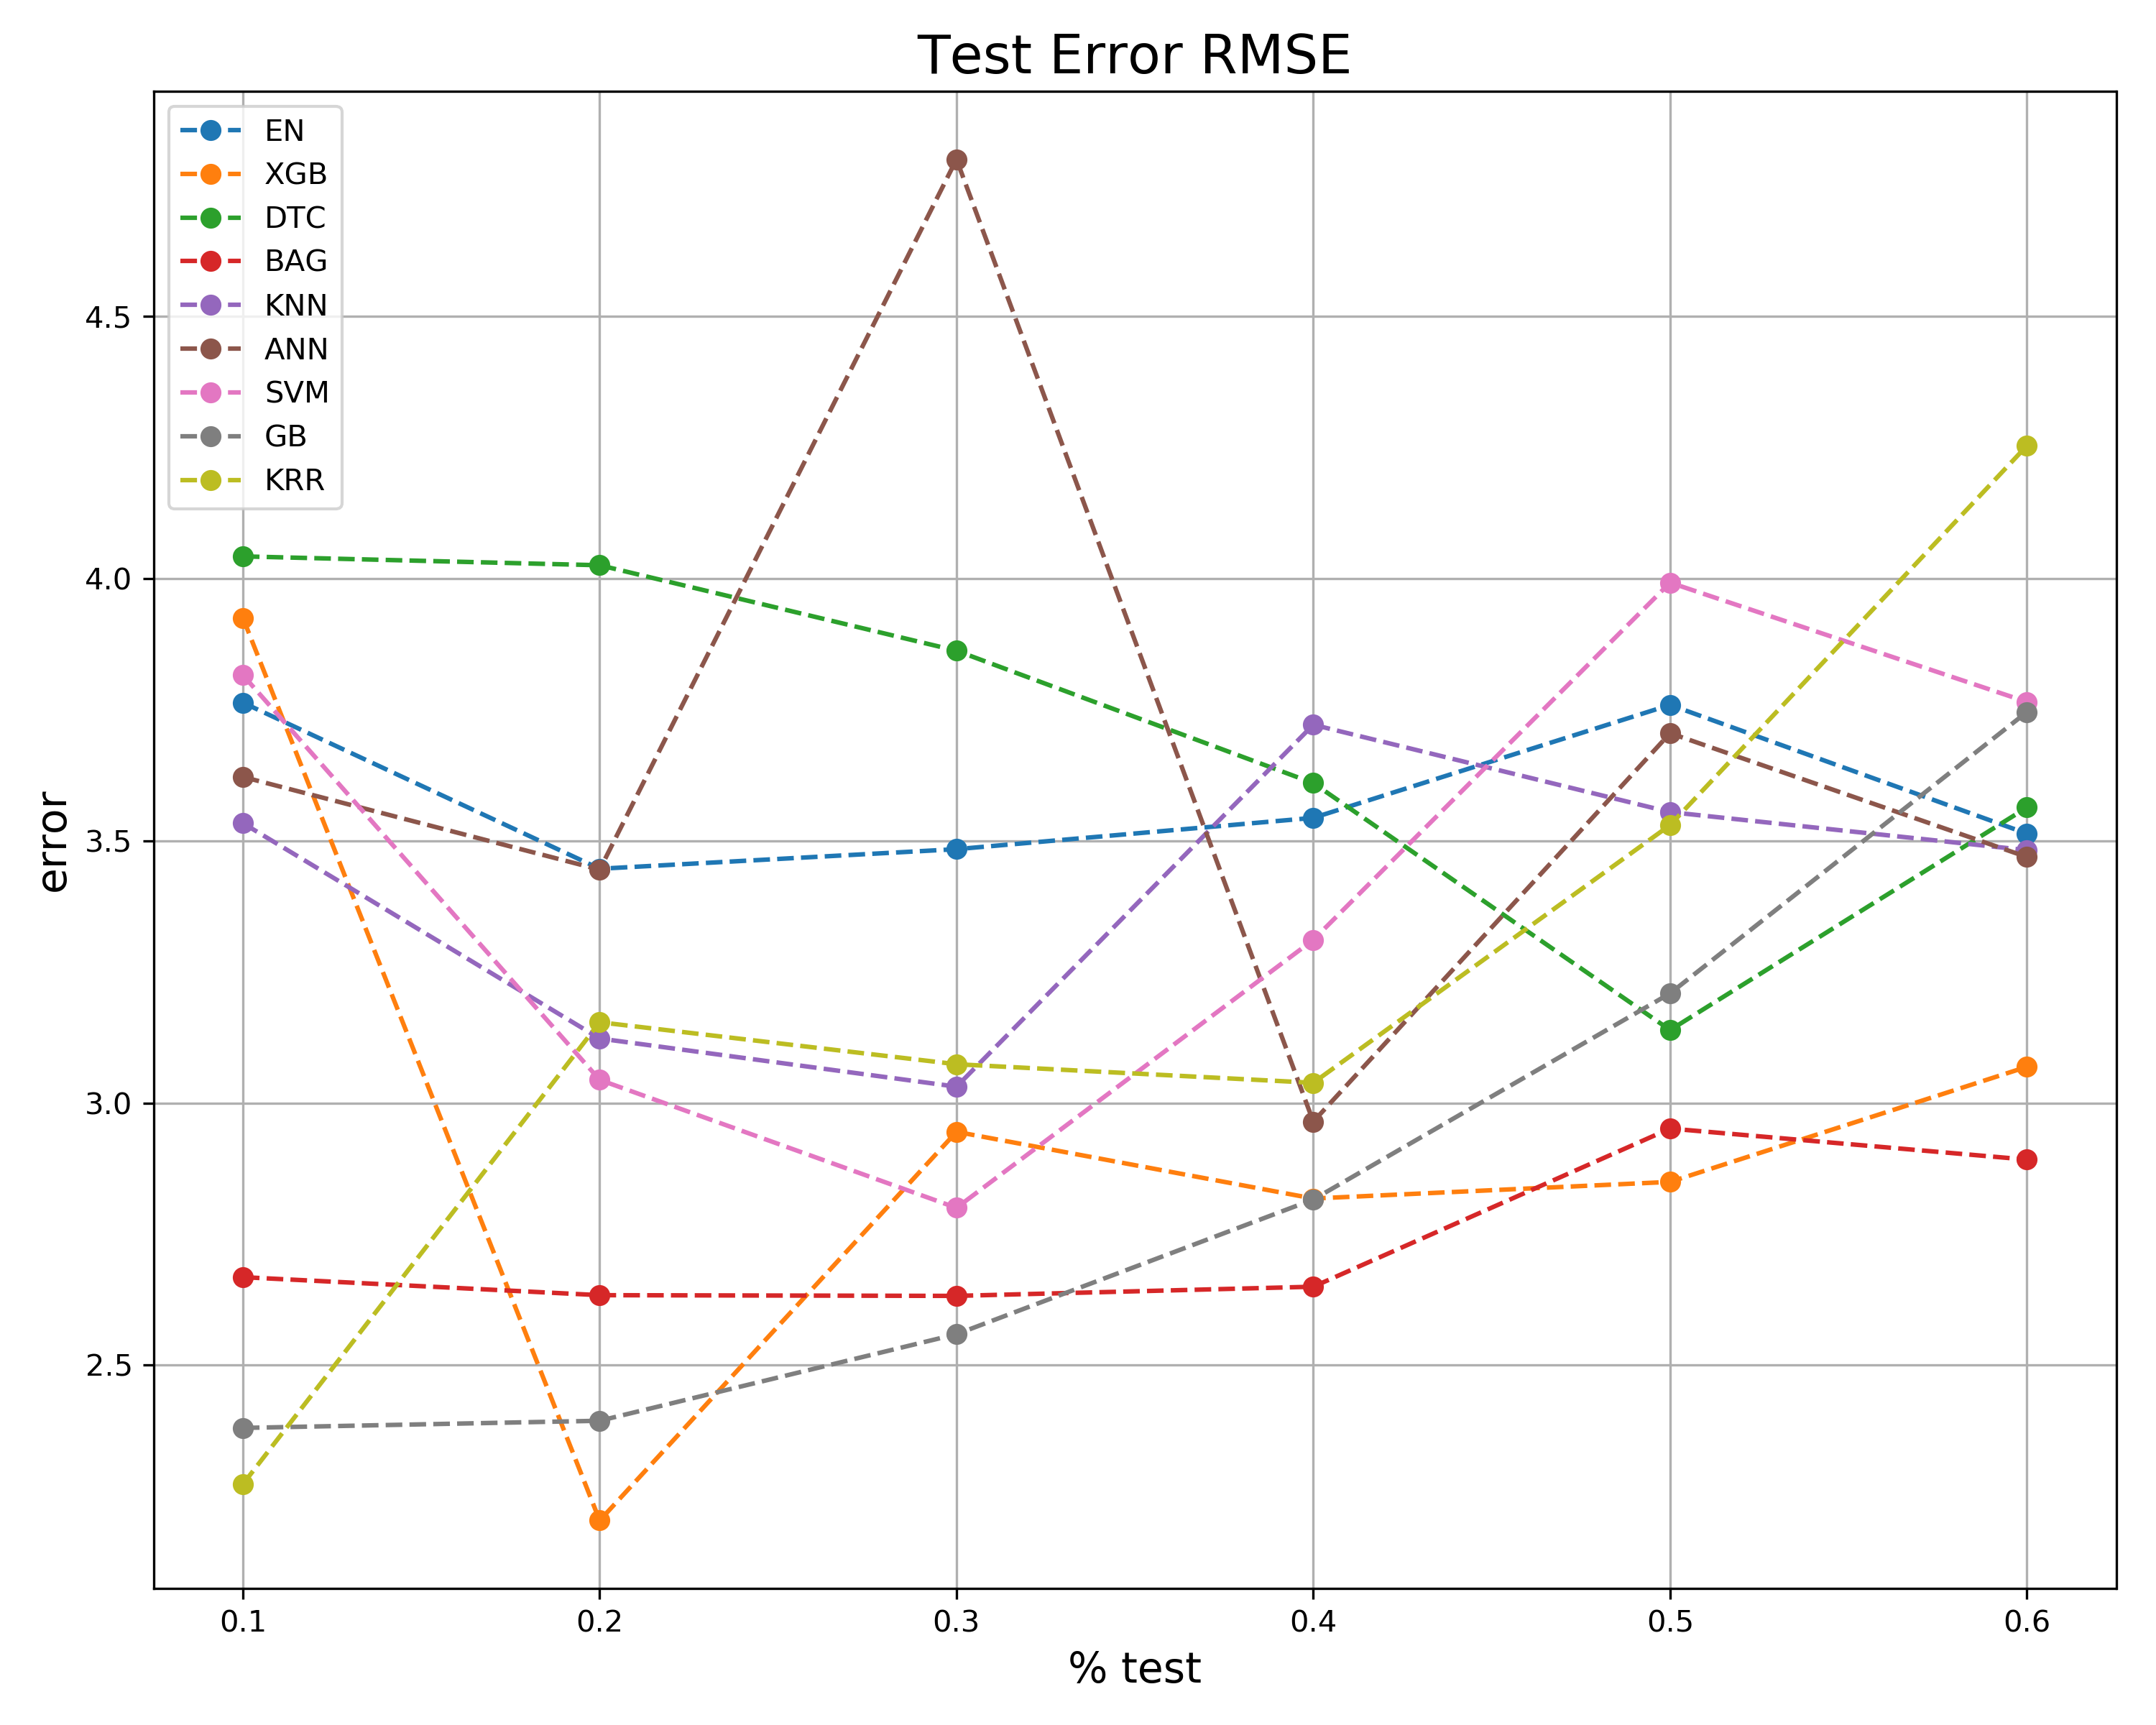 Test Error RMSE
EN
XGB
DTC
BAG
KNN
ANN
SVM
GB
KRR
4.5
4.0
3.5
3.0
2.5
error
0.1 0.2 0.3 0.4 0.5 0.6
% test